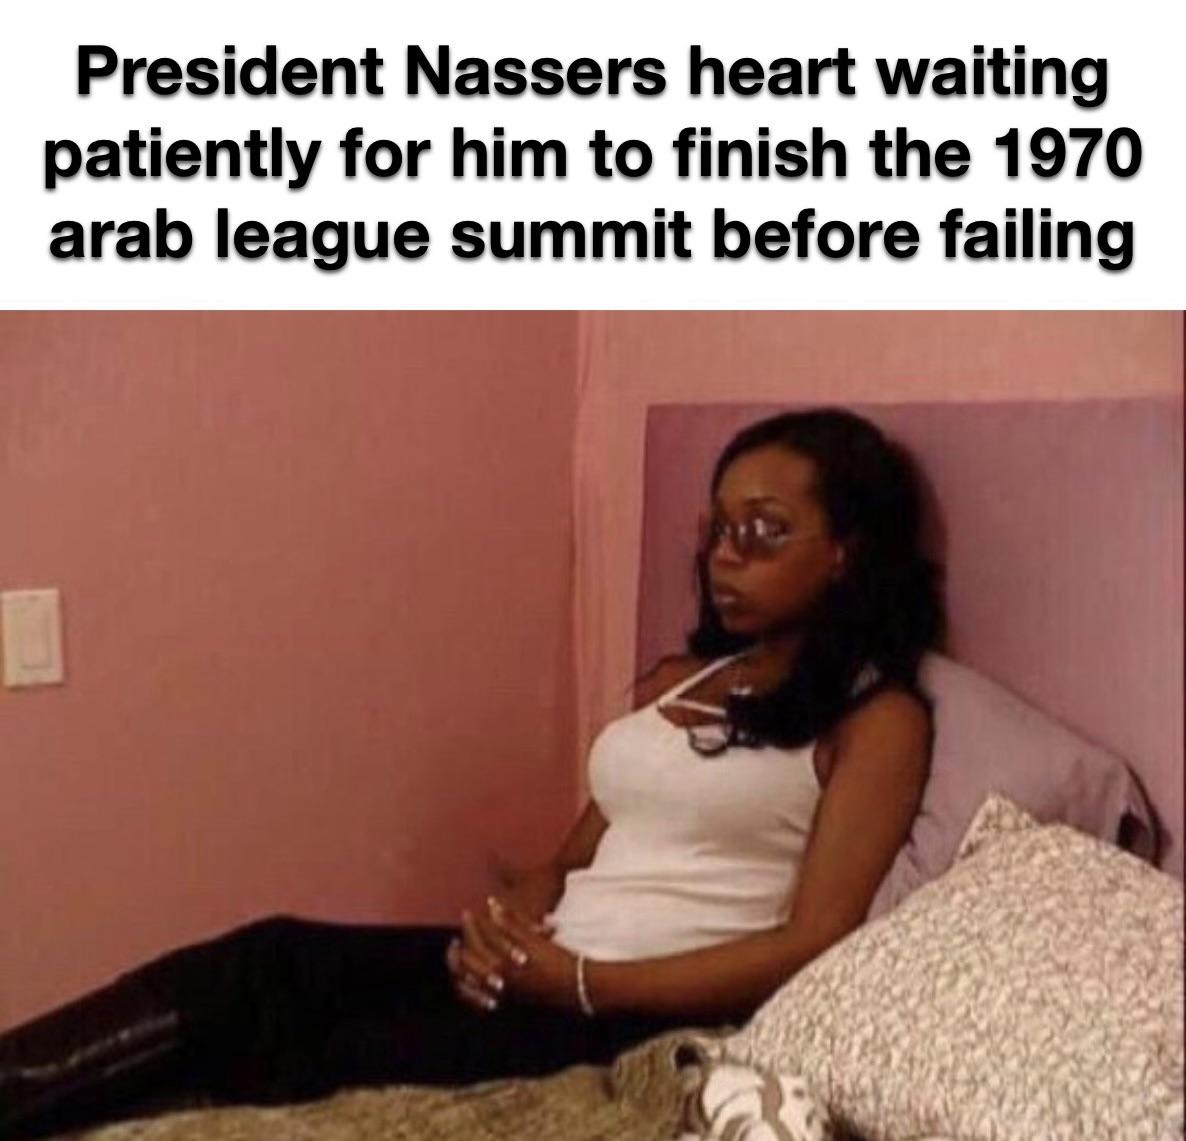 President Nassers heart waiting
patiently for him to finish the 1970
arab league summit before failing